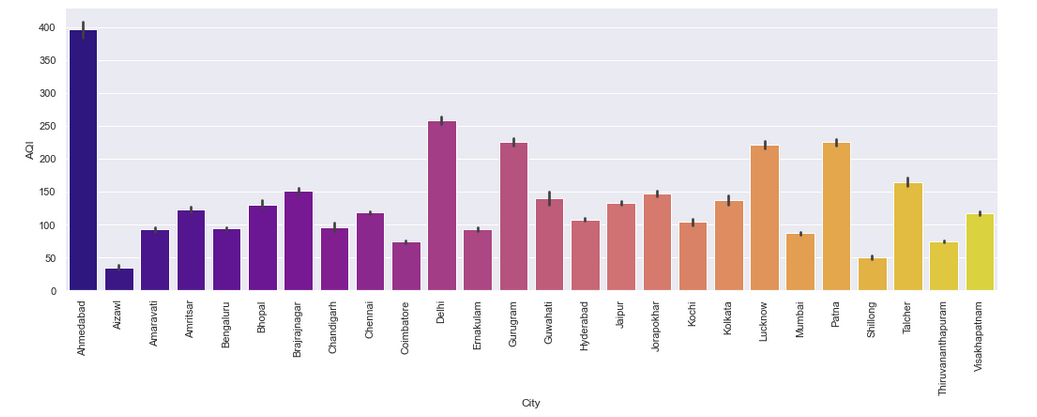 400
350
300
250
200
150
100
50
0
AQI
Ahmedabad
Aizawl
Amaravati
Amritsar
Bengaluru
Bhopal
Brajrajnagar
Chandigarh
Chennai
Coimbatore
Delhi
Ernakulam
Gurugram
Guwahati
Hyderabad
Jaipur
Jorapokhar
Kochi
Kolkata
Lucknow
Mumbai
Patna
Shillong
Talcher
Thiruvananthapuram
Visakhapatnam
City